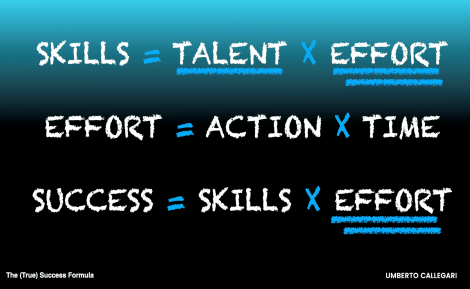 SKILLS = TALENT X EFFORT
EFFORT = ACTION X TIME
SUCCESS = SKILLS X EFFORT
The (True) Success Formula
UMBERTO CALLEGARI